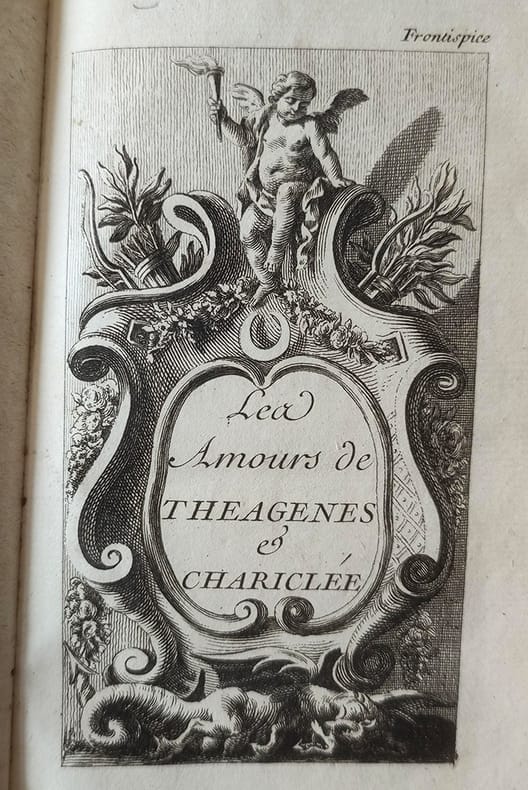 Frontispice
Les
Amours de
THEAGENES
&
CHARICLÉE